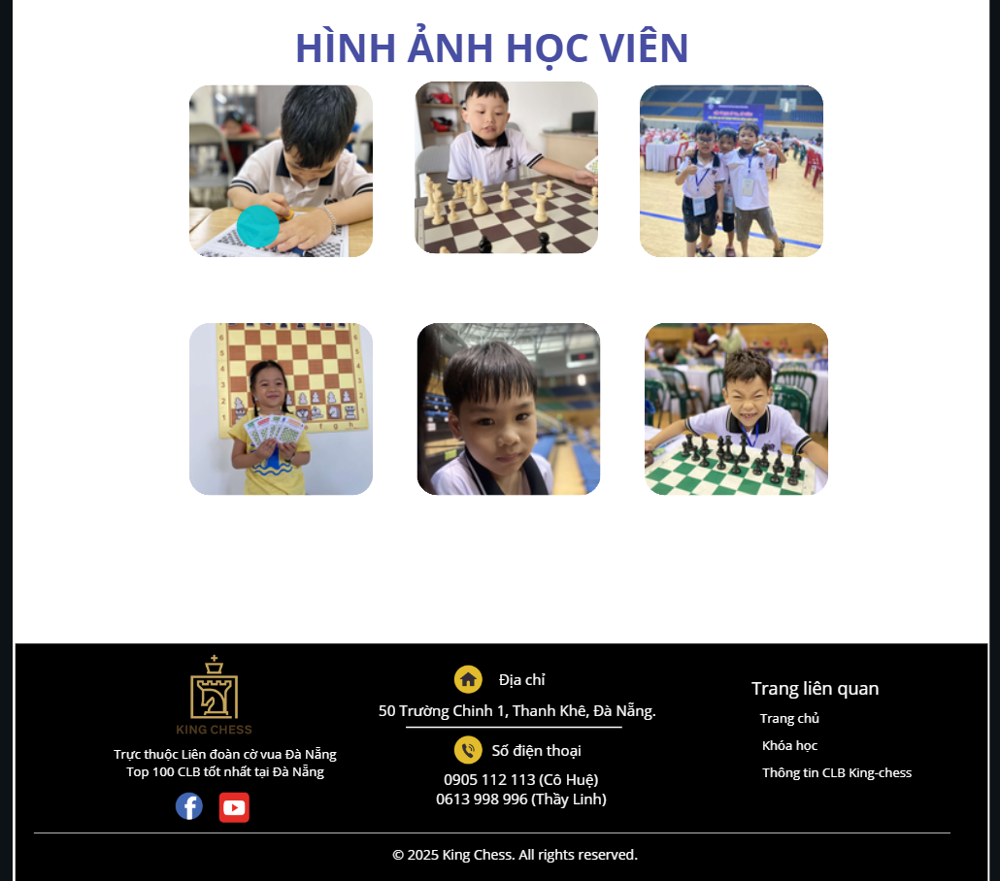 HÌNH ẢNH HỌC VIÊN
KING CHESS
Trực thuộc Liên đoàn cờ vua Đà Nẵng
Top 100 CLB tốt nhất tại Đà Nẵng
Địa chỉ
50 Trường Chinh 1, Thanh Khê, Đà Nẵng.
Số điện thoại
0905 112 113 (Cô Huệ)
0613 998 996 (Thầy Linh)
Trang liên quan
Trang chủ
Khóa học
Thông tin CLB King-chess
© 2025 King Chess. All rights reserved.